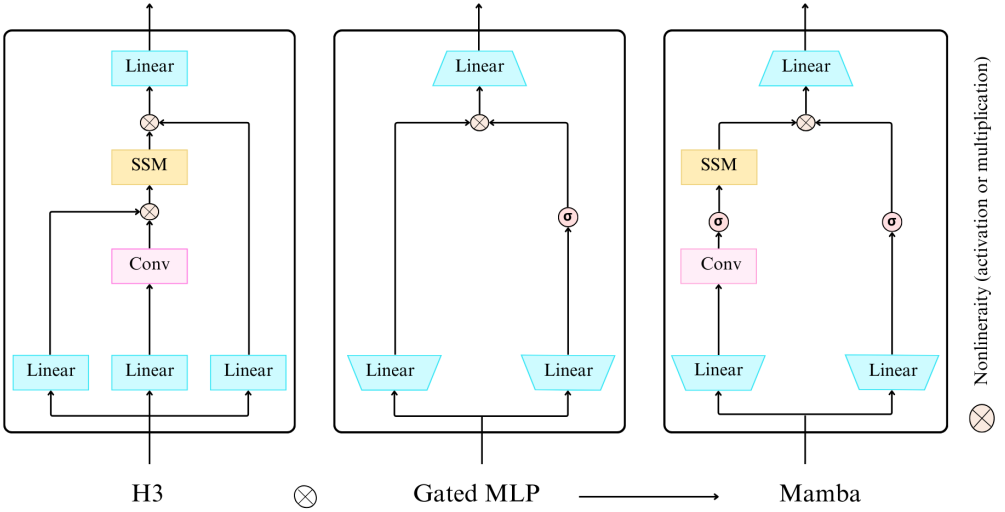 Linear
SSM
Conv
Linear
Linear
Linear
H3
Linear
σ
Linear
Linear
Gated MLP
Linear
SSM
σ
σ
Conv
Linear
Linear
Mamba
Nonlineraity (activation or multiplication)